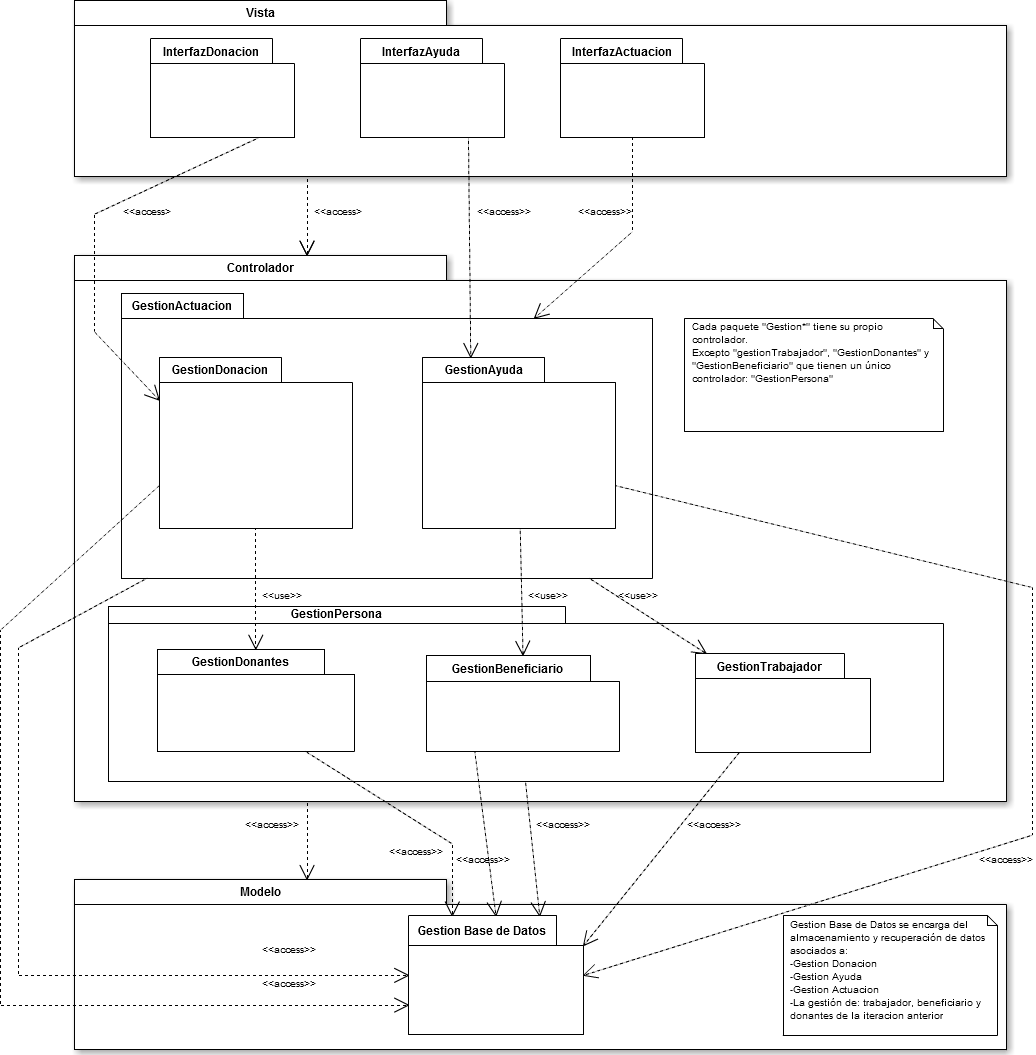 Vista
InterfazDonacion
InterfazAyuda
InterfazActuacion
<<access>
<<access>
<<access>>
<<access>>
Controlador
GestionActuacion
Cada paquete "Gestion*" tiene su propio
controlador.
Excepto "gestionTrabajador", "GestionDonantes" y
"GestionBeneficiario" que tienen un único
controlador: "GestionPersona"
GestionDonacion
GestionAyuda
<<use>>
<<use>>
<<use>>
GestionPersona
GestionDonantes
GestionBeneficiario
GestionTrabajador
<<access>>
<<access>>
<<access>>
<<access>>
<<access>>
<<access>>
Modelo
Gestion Base de Datos
Gestion Base de Datos se encarga del
almacenamiento y recuperación de datos
asociados a:
-Gestion Donacion
-Gestion Ayuda
-Gestion Actuacion
-La gestión de: trabajador, beneficiario y
donantes de la iteracion anterior
<<access>>
<<access>>